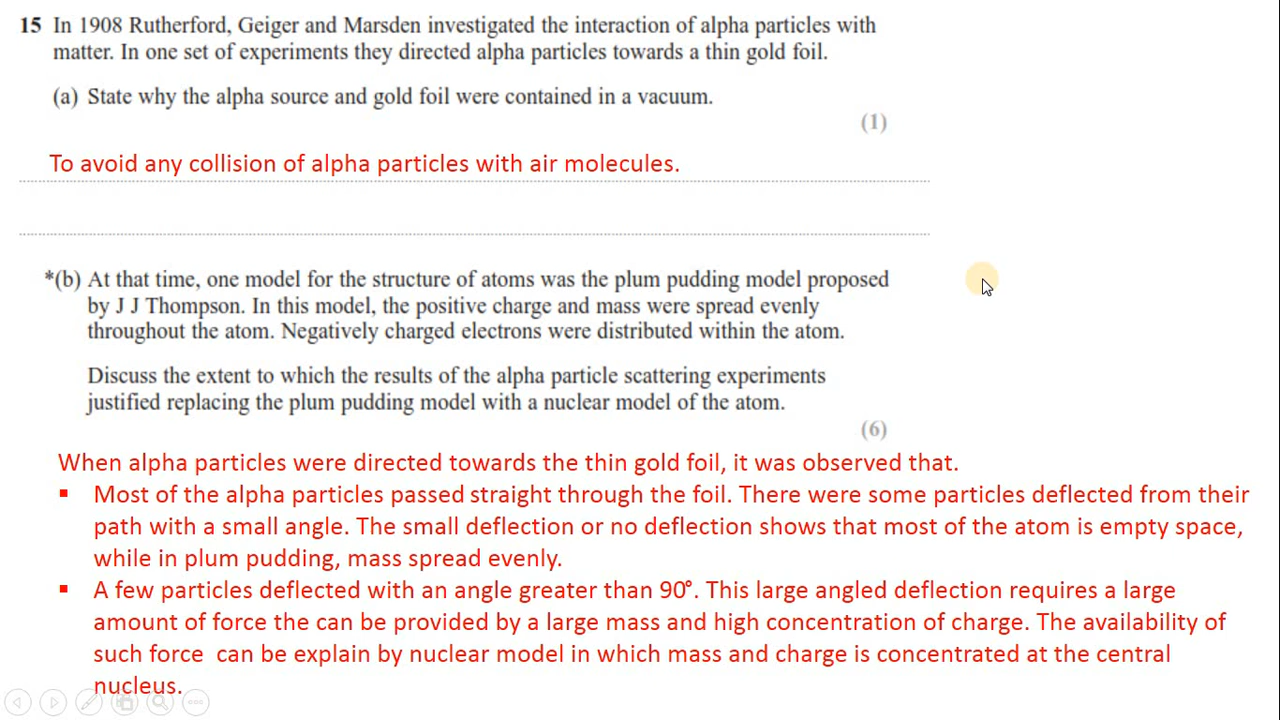 15 In 1908 Rutherford, Geiger and Marsden investigated the interaction of alpha particles with
matter. In one set of experiments they directed alpha particles towards a thin gold foil.
(a) State why the alpha source and gold foil were contained in a vacuum.
(1)
To avoid any collision of alpha particles with air molecules.
*(b) At that time, one model for the structure of atoms was the plum pudding model proposed
by J J Thompson. In this model, the positive charge and mass were spread evenly
throughout the atom. Negatively charged electrons were distributed within the atom.
Discuss the extent to which the results of the alpha particle scattering experiments
justified replacing the plum pudding model with a nuclear model of the atom.
(6)
When alpha particles were directed towards the thin gold foil, it was observed that.
▪ Most of the alpha particles passed straight through the foil. There were some particles deflected from their
path with a small angle. The small deflection or no deflection shows that most of the atom is empty space,
while in plum pudding, mass spread evenly.
▪ A few particles deflected with an angle greater than 90°. This large angled deflection requires a large
amount of force the can be provided by a large mass and high concentration of charge. The availability of
such force can be explain by nuclear model in which mass and charge is concentrated at the central
nucleus.